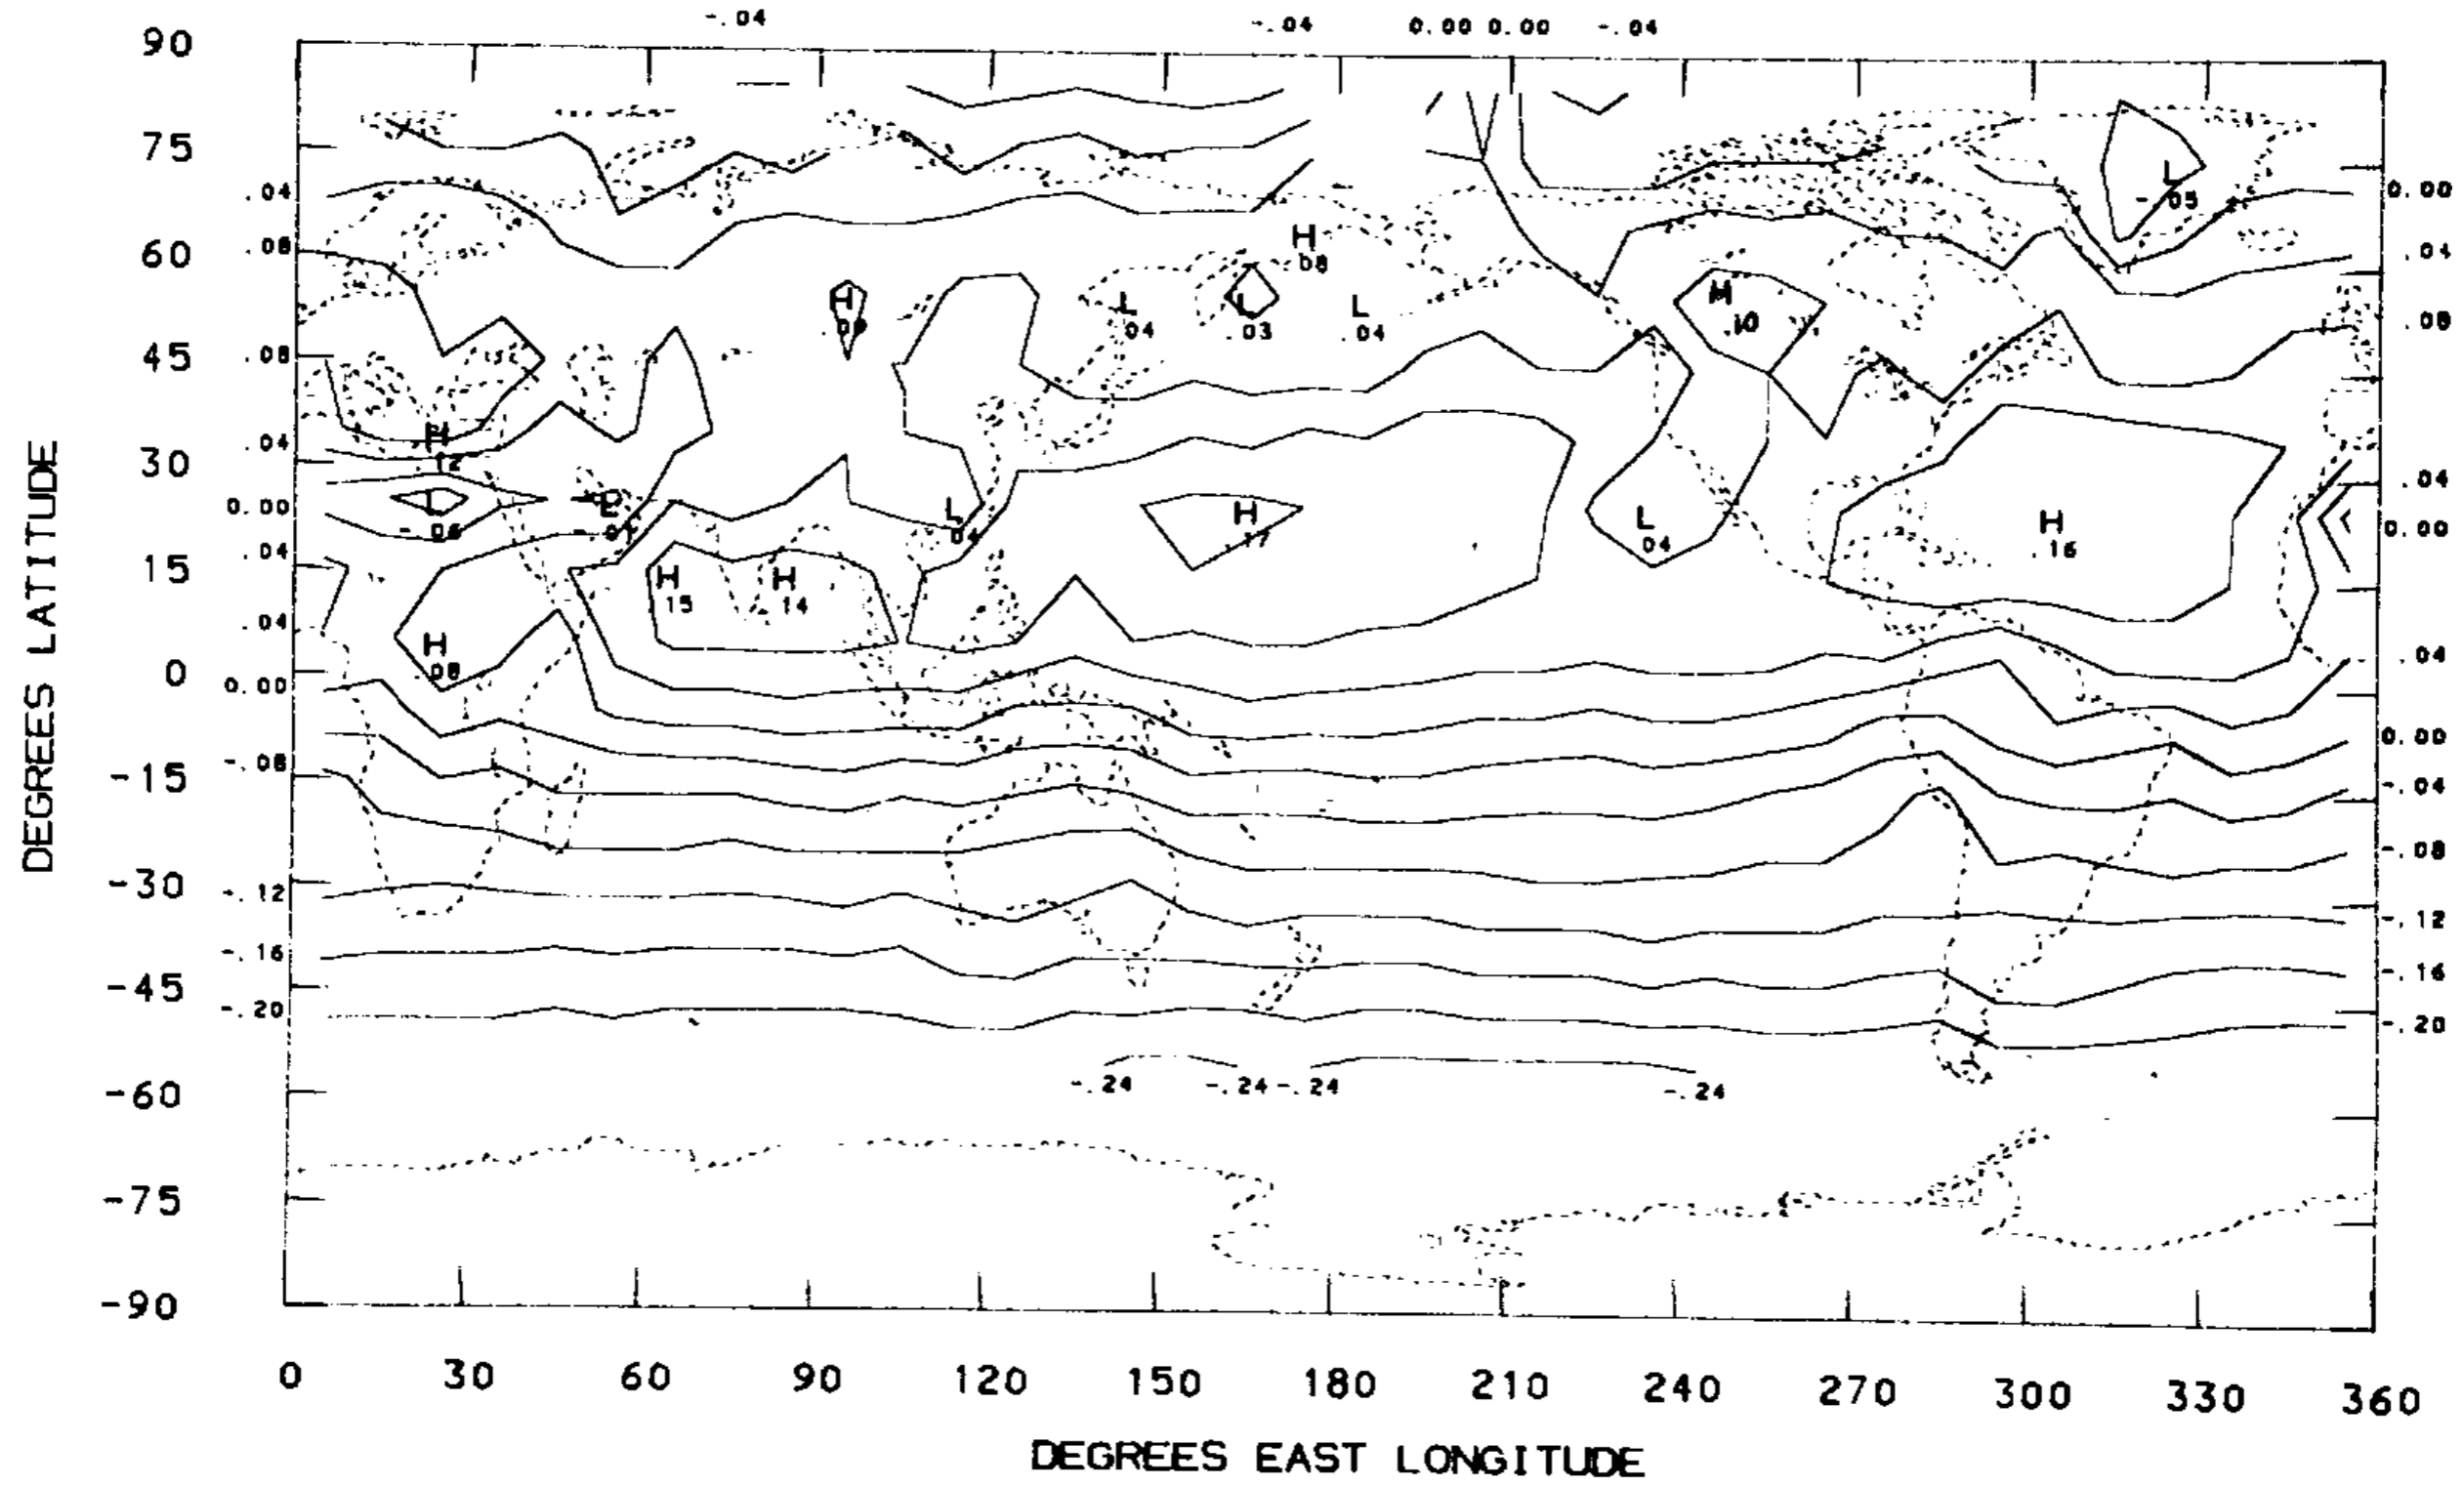 -.04 -.04 0.00 0.00 -.04
90
75
L
.04 0.00
-.05
H
.08 60 .04
.08
H H
L L L
.09 .04 .03 .04 .10 .08
.08 45
H
.04 30
.12
.04
0.00 L L L H L H 0.00
-.06 -.01 .04 .17 .04 .16
.04
15 H H
.15 .14
.04
H
.08 .04
0
0.00
0.00
-.08
-15 -.04
-.08
-30
-.12
-.12
-.16 -.16
-45
-.20 -.20
-.24 -.24 -.24 -.24
-60
-75
-90
0 30 60 90 120 150 180 210 240 270 300 330 360
DEGREES EAST LONGITUDE
DEGREES LATITUDE